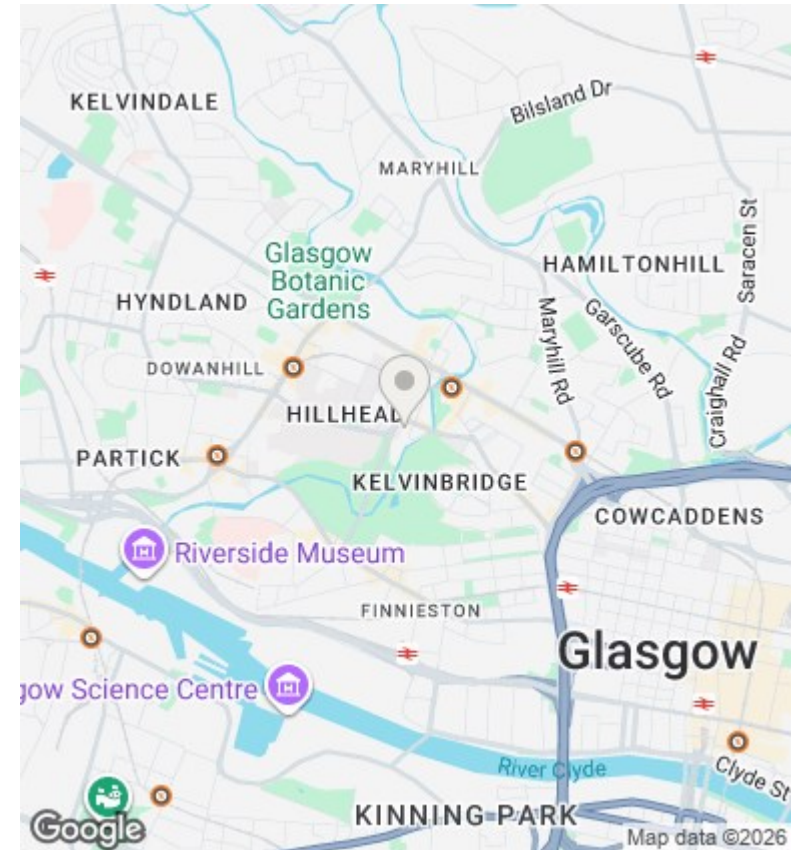 KELVINDALE
Bilsland Dr
MARYHILL
Saracen St
Glasgow
Botanic
Gardens
HAMILTONHILL
HYNDLAND
Maryhill Rd
Garscube Rd
DOWANHILL
Craighall Rd
HILLHEAD
PARTICK
KELVINBRIDGE
COWCADDENS
Riverside Museum
FINNIESTON
Glasgow
gow Science Centre
River Clyde
Clyde St
KINNING PARK
Google
Map data ©2026